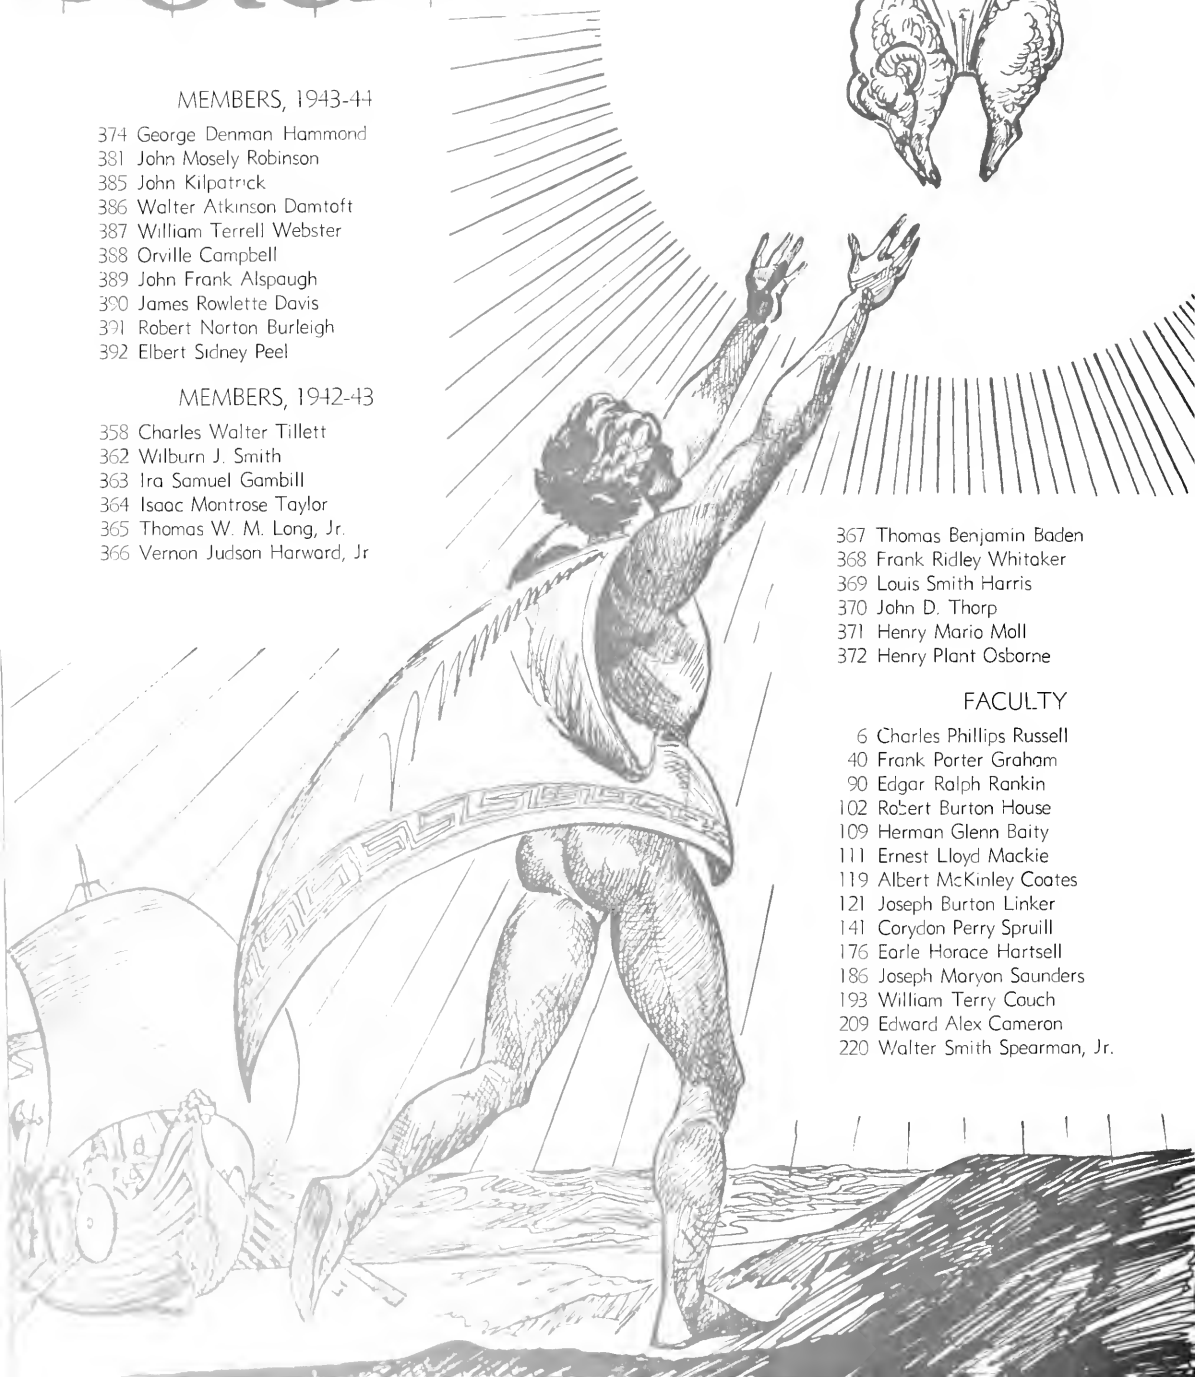 MEMBERS, 1943-44
374 George Denman Hammond
381 John Mosely Robinson
385 John Kilpatrick
386 Walter Atkinson Damtoft
387 William Terrell Webster
388 Orville Campbell
389 John Frank Alspaugh
390 James Rowlette Davis
391 Robert Norton Burleigh
392 Elbert Sidney Peel
MEMBERS, 1942-43
358 Charles Walter Tillett
362 Wilburn J. Smith
363 Ira Samuel Gambill
364 Isaac Montrose Taylor
365 Thomas W. M. Long, Jr.
366 Vernon Judson Harward, Jr
367 Thomas Benjamin Baden
368 Frank Ridley Whitaker
369 Louis Smith Harris
370 John D. Thorp
371 Henry Mario Moll
372 Henry Plant Osborne
FACULTY
6 Charles Phillips Russell
40 Frank Porter Graham
90 Edgar Ralph Rankin
102 Robert Burton House
109 Herman Glenn Baity
111 Ernest Lloyd Mackie
119 Albert McKinley Coates
121 Joseph Burton Linker
141 Corydon Perry Spruill
176 Earle Horace Hartsell
186 Joseph Maryon Saunders
193 William Terry Couch
209 Edward Alex Cameron
220 Walter Smith Spearman, Jr.